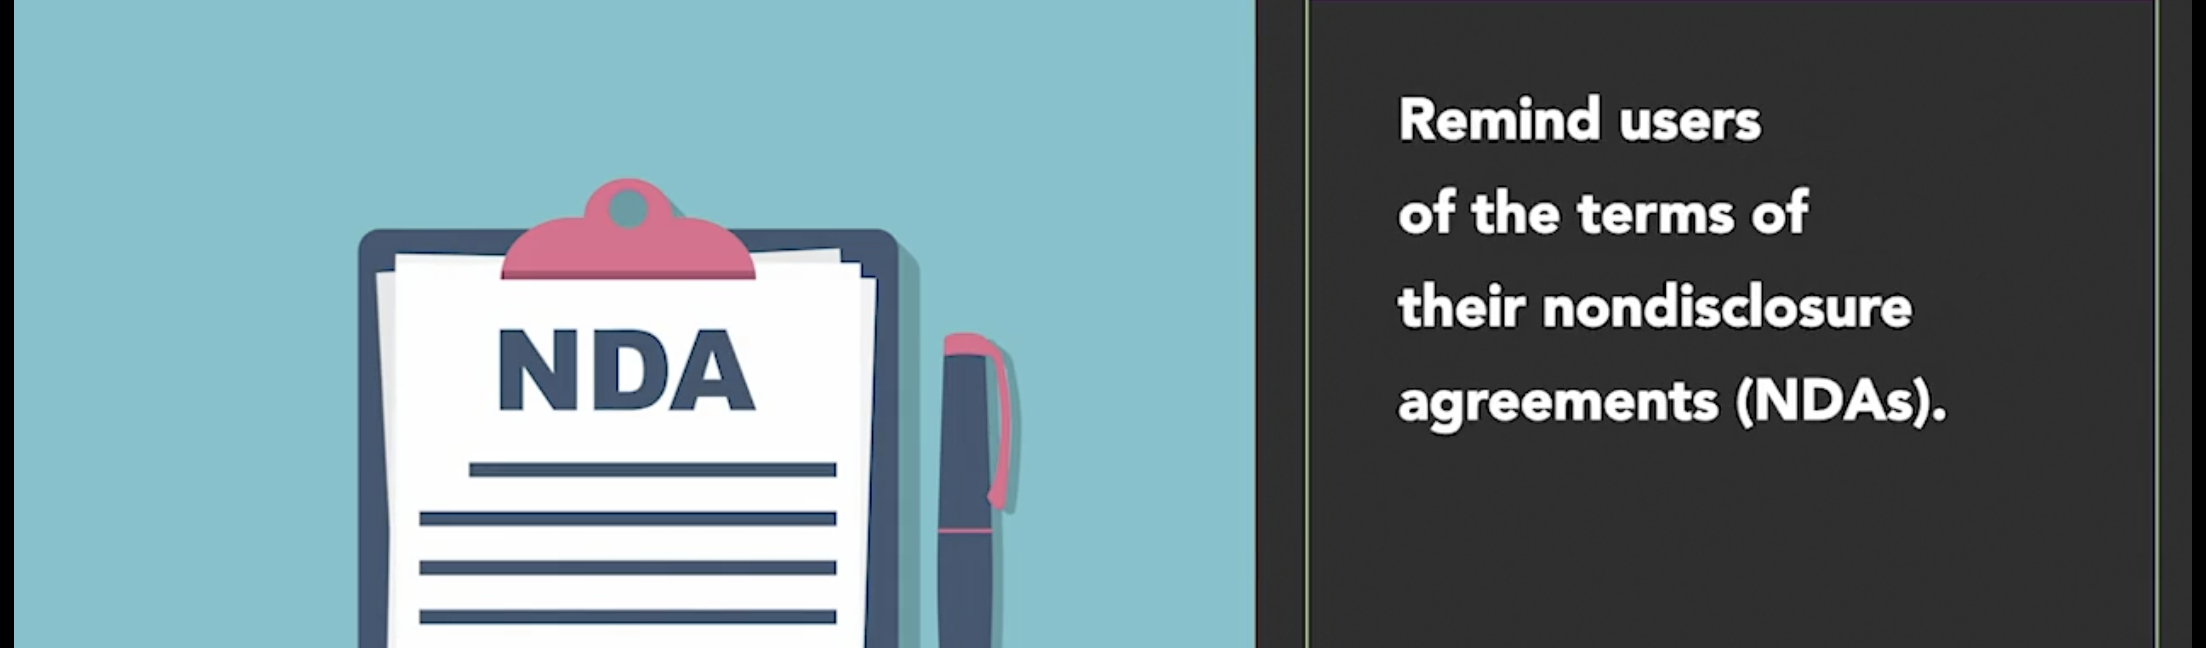 NDA
Remind users
of the terms of
their nondisclosure
agreements (NDAs).